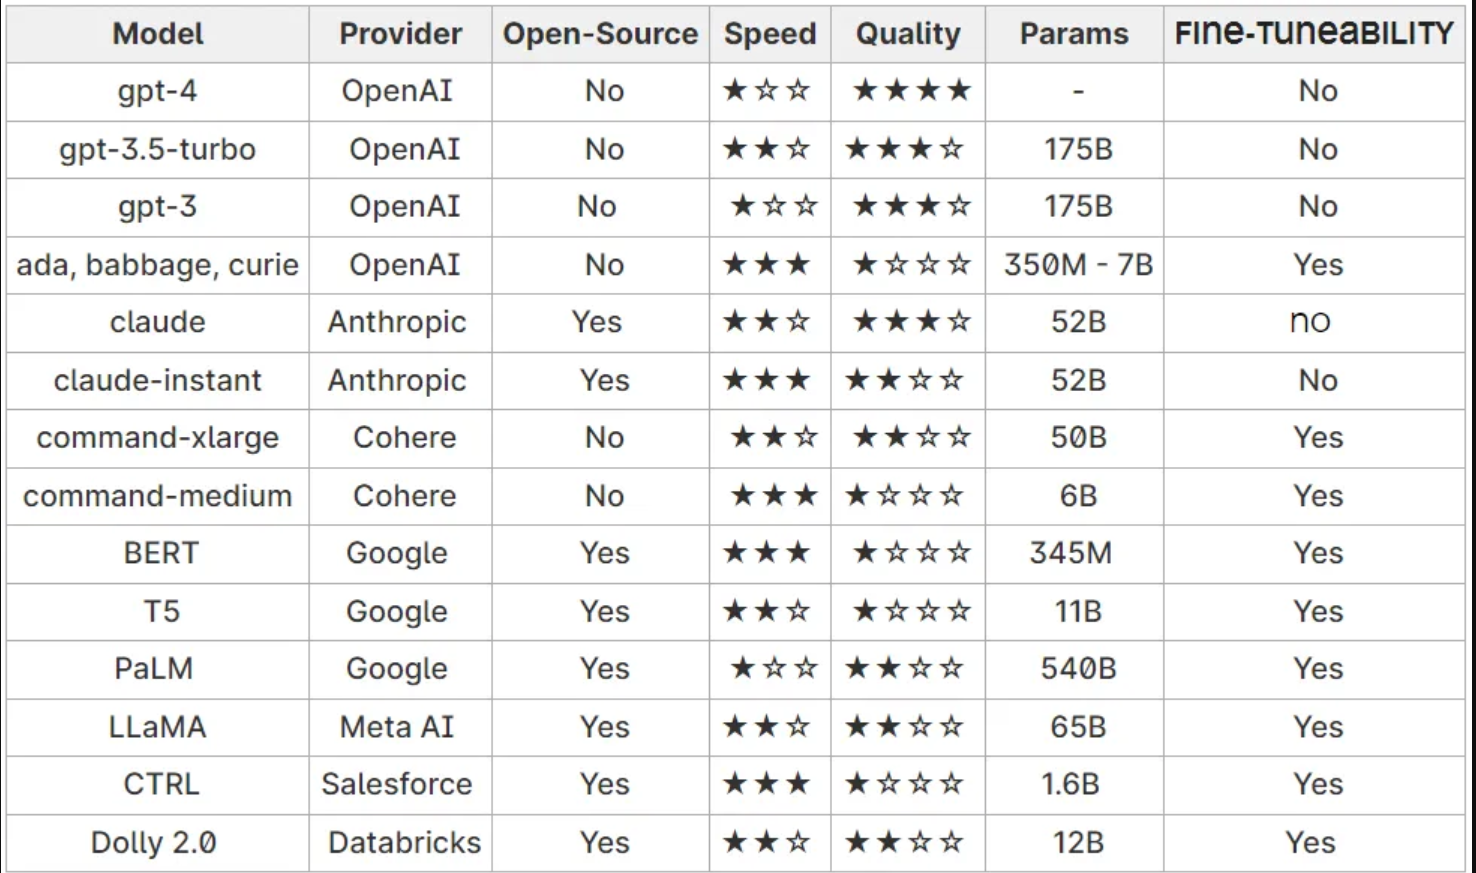 Model Provider Open-Source Speed Quality Params FIne-TuneaBILITY
gpt-4 OpenAI No ★☆☆ ★★★★ - No
gpt-3.5-turbo OpenAI No ★★☆ ★★★☆ 175B No
gpt-3 OpenAI No ★☆☆ ★★★☆ 175B No
ada, babbage, curie OpenAI No ★★★ ★☆☆☆ 350M - 7B Yes
claude Anthropic Yes ★★☆ ★★★☆ 52B no
claude-instant Anthropic Yes ★★★ ★★☆☆ 52B No
command-xlarge Cohere No ★★☆ ★★☆☆ 50B Yes
command-medium Cohere No ★★★ ★☆☆☆ 6B Yes
BERT Google Yes ★★★ ★☆☆☆ 345M Yes
T5 Google Yes ★★☆ ★☆☆☆ 11B Yes
PaLM Google Yes ★☆☆ ★★☆☆ 540B Yes
LLaMA Meta AI Yes ★★☆ ★★☆☆ 65B Yes
CTRL Salesforce Yes ★★★ ★☆☆☆ 1.6B Yes
Dolly 2.0 Databricks Yes ★★☆ ★★☆☆ 12B Yes